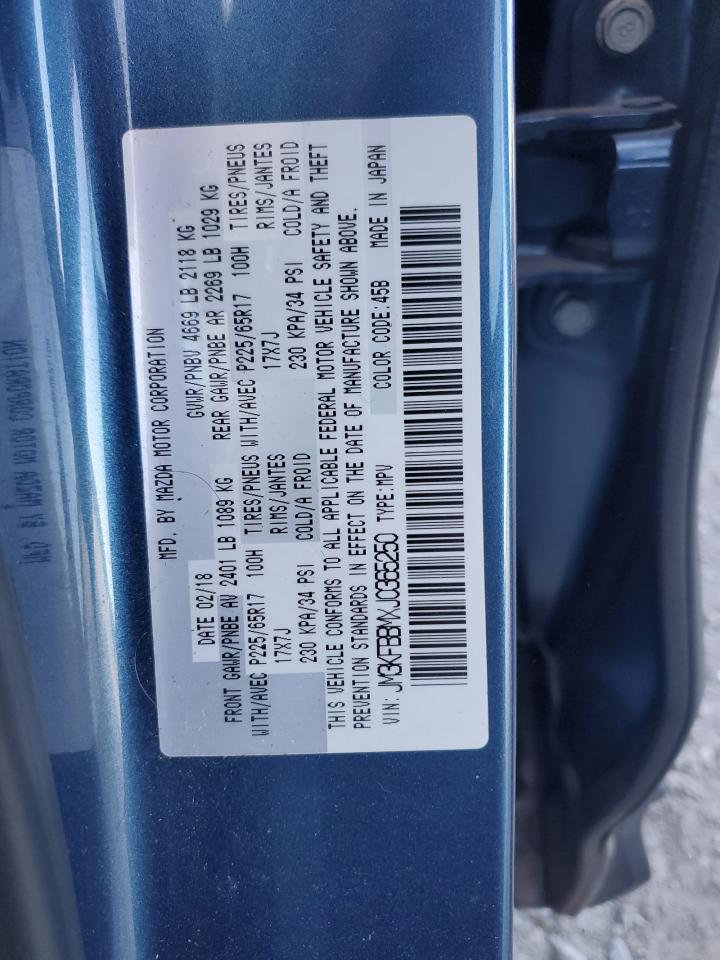 MFD. BY MAZDA MOTOR CORPORATION
DATE 02/18 GVWR/PNBV 4669 LB 2118 KG
FRONT GAWR/PNBE AV 2401 LB 1089 KG REAR GAWR/PNBE AR 2269 LB 1029 KG
WITH/AVEC P225/65R17 100H TIRES/PNEUS WITH/AVEC P225/65R17 100H TIRES/PNEUS
17X7J RIMS/JANTES 17X7J RIMS/JANTES
230 KPA/34 PSI COLD/A FROID 230 KPA/34 PSI COLD/A FROID
THIS VEHICLE CONFORMS TO ALL APPLICABLE FEDERAL MOTOR VEHICLE SAFETY AND THEFT
PREVENTION STANDARDS IN EFFECT ON THE DATE OF MANUFACTURE SHOWN ABOVE.
VIN: JM3KFBBMXJ0365250 TYPE:MPV COLOR CODE:45B MADE IN JAPAN
8